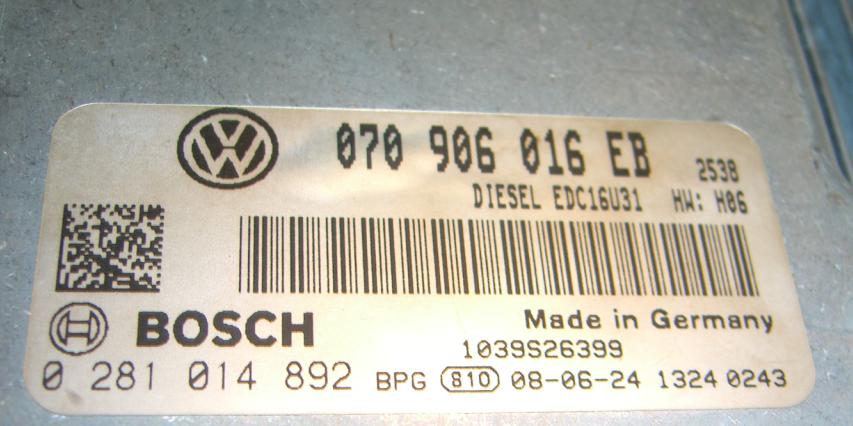 070 906 016 EB 2538
DIESEL EDC16U31 HW: H06
BOSCH
Made in Germany
1039S26399
0 281 014 892 BPG S10 08-06-24 1324 0243